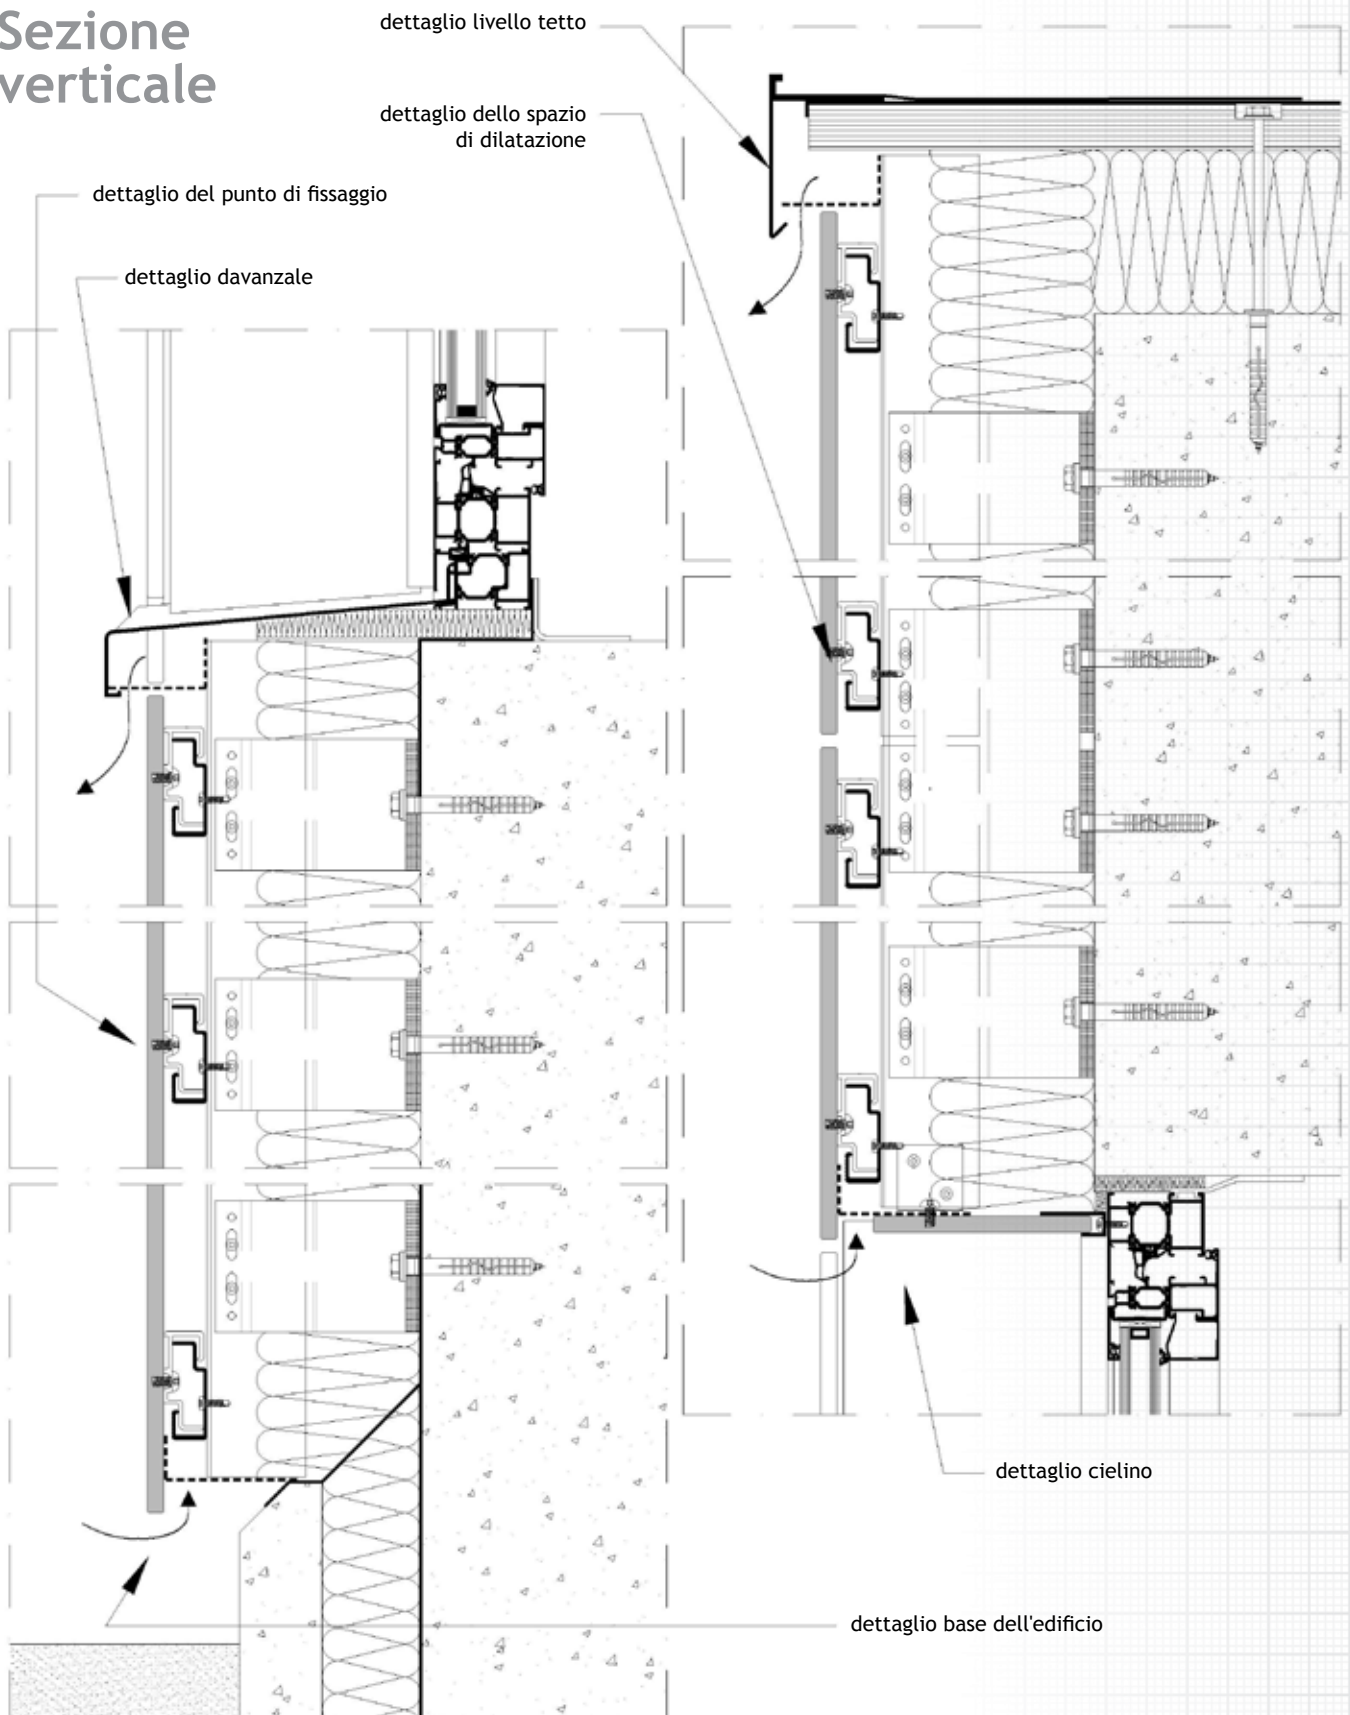 Sezione
verticale
dettaglio livello tetto
dettaglio dello spazio
di dilatazione
dettaglio del punto di fissaggio
dettaglio davanzale
dettaglio cielino
dettaglio base dell'edificio